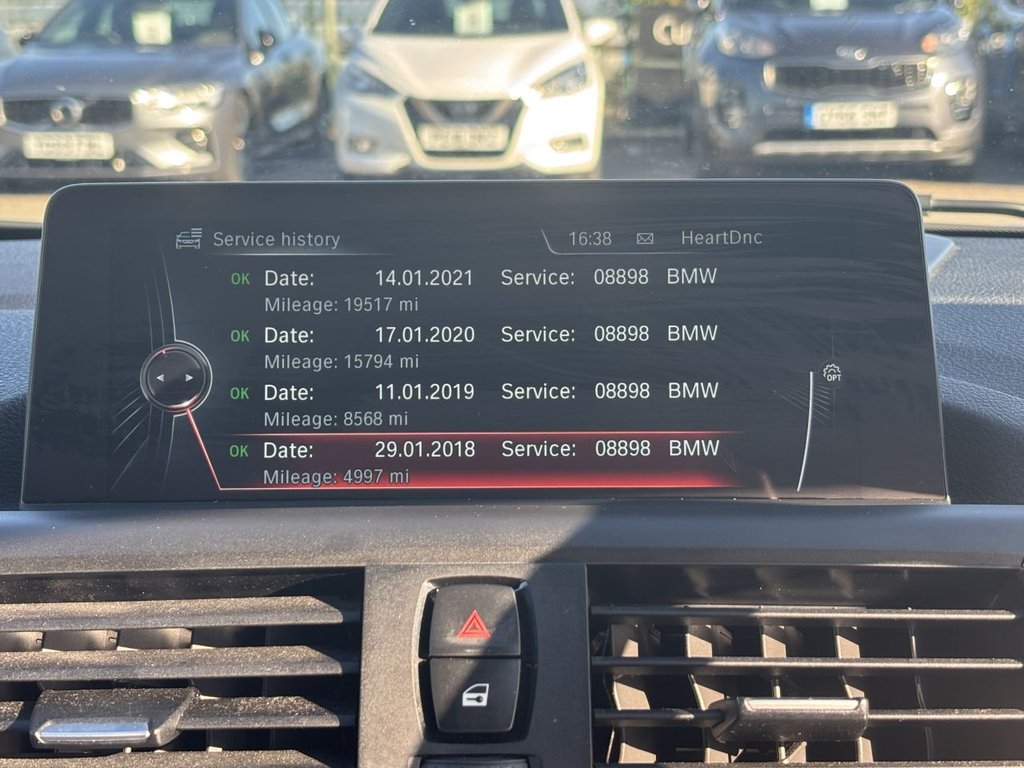 Service history
16:38 HeartDnc
OK Date: 14.01.2021 Service: 08898 BMW
Mileage: 19517 mi
OK Date: 17.01.2020 Service: 08898 BMW
Mileage: 15794 mi
OK Date: 11.01.2019 Service: 08898 BMW
Mileage: 8568 mi
OK Date: 29.01.2018 Service: 08898 BMW
Mileage: 4997 mi
OPT